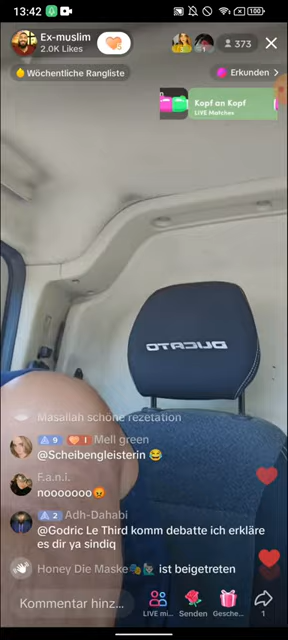 13:42
100
Ex-muslim
2.0K Likes
373
Wöchentliche Rangliste
Erkunden
Kopf an Kopf
LIVE Matches
DUCATO
Masallah schöne rezetation
9 1 Mell green
@Scheibengleisterin 😂
F.a.n.i.
nooooooo😡
2 Adh-Dahabi
@Godric Le Third komm debatte ich erkläre
es dir ya sindiq
Honey Die Maske🎭🙋🏽‍♂️ ist beigetreten
Kommentar hinz...
LIVE mi...
Senden
Gesche...
1